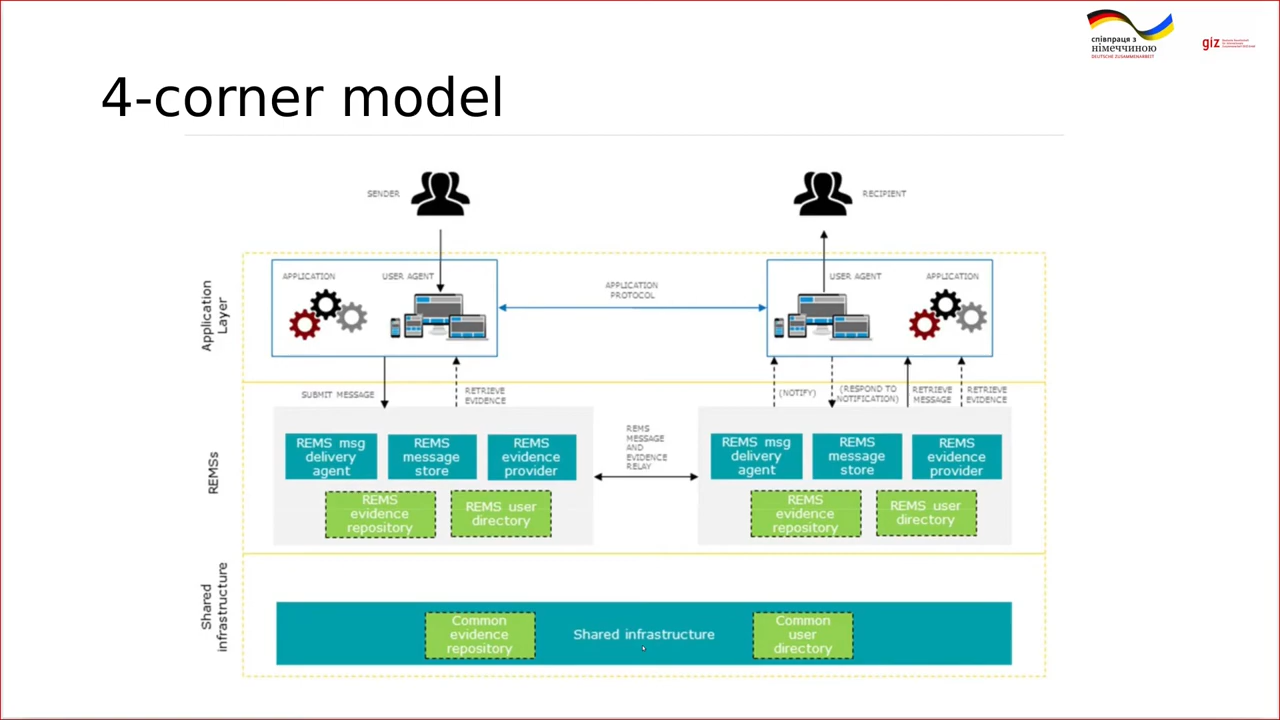 співпраця з
німеччиною
DEUTSCHE ZUSAMMENARBEIT
giz
4-corner model
SENDER
RECIPIENT
Application
Layer
APPLICATION
USER AGENT
APPLICATION
PROTOCOL
USER AGENT
APPLICATION
SUBMIT MESSAGE
RETRIEVE
EVIDENCE
(NOTIFY)
(RESPOND TO
NOTIFICATION)
RETRIEVE
MESSAGE
RETRIEVE
EVIDENCE
REMSs
REMS msg
delivery
agent
REMS
message
store
REMS
evidence
provider
REMS
evidence
repository
REMS user
directory
REMS
MESSAGE
AND
EVIDENCE
RELAY
REMS msg
delivery
agent
REMS
message
store
REMS
evidence
provider
REMS
evidence
repository
REMS user
directory
Shared
infrastructure
Common
evidence
repository
Shared infrastructure
Common
user
directory